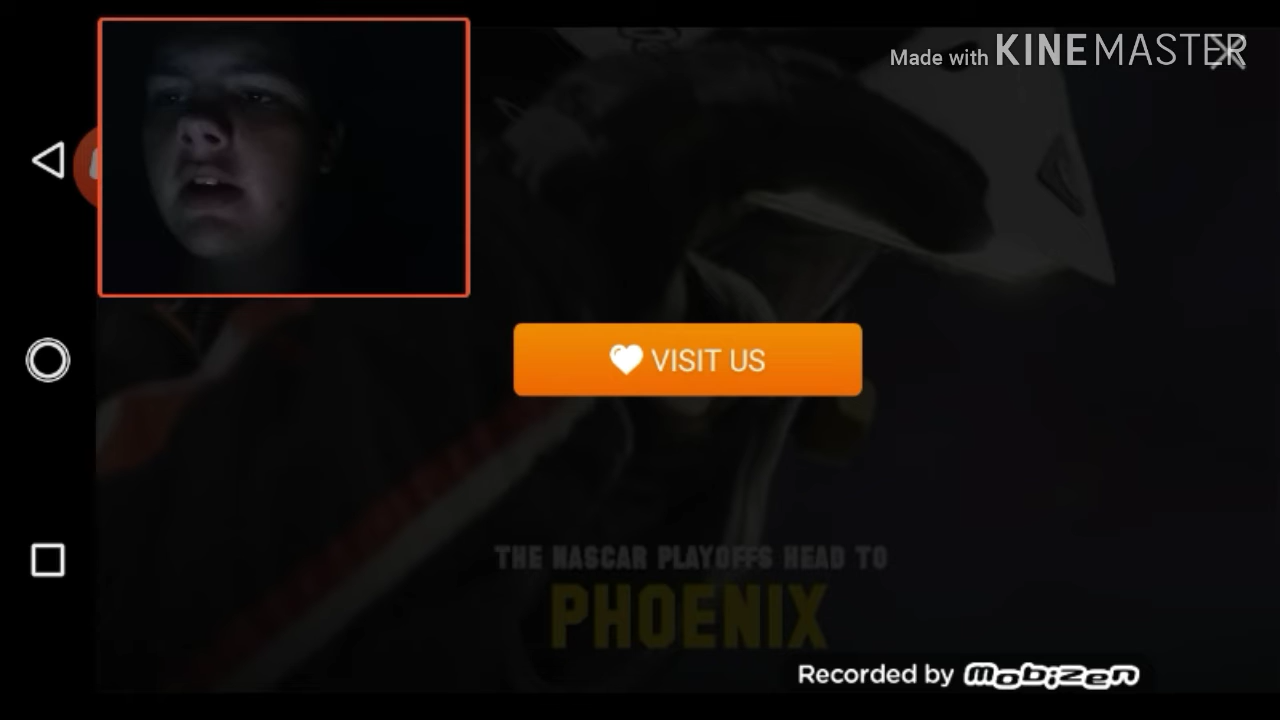 Made with KINEMASTER
VISIT US
THE NASCAR PLAYOFFS HEAD TO
PHOENIX
Recorded by mobizen